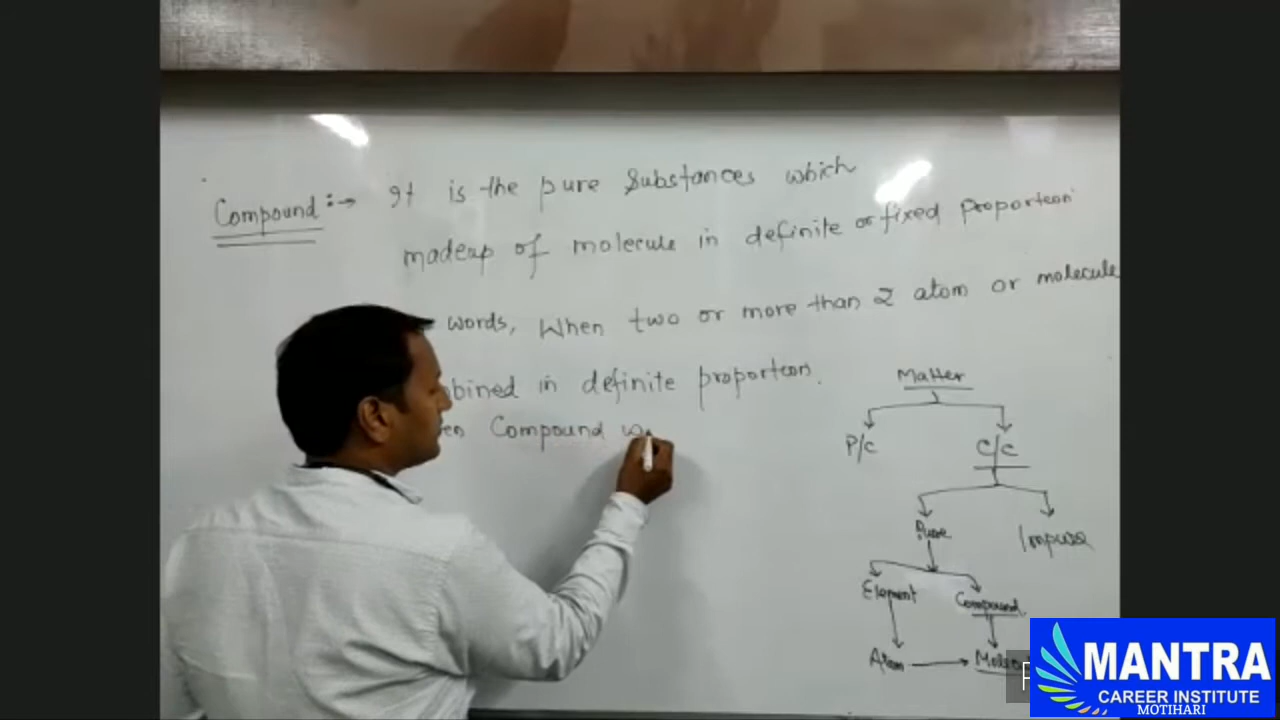 Compound :→ It is the pure substances which
madeup of molecule in definite or fixed proportion
words, When two or more than 2 atom or molecule
bined in definite proportion.
en Compound w
Matter
P/C C/C
Pure Impure
Element Compound
Atom → Molec
MANTRA
CAREER INSTITUTE
MOTIHARI